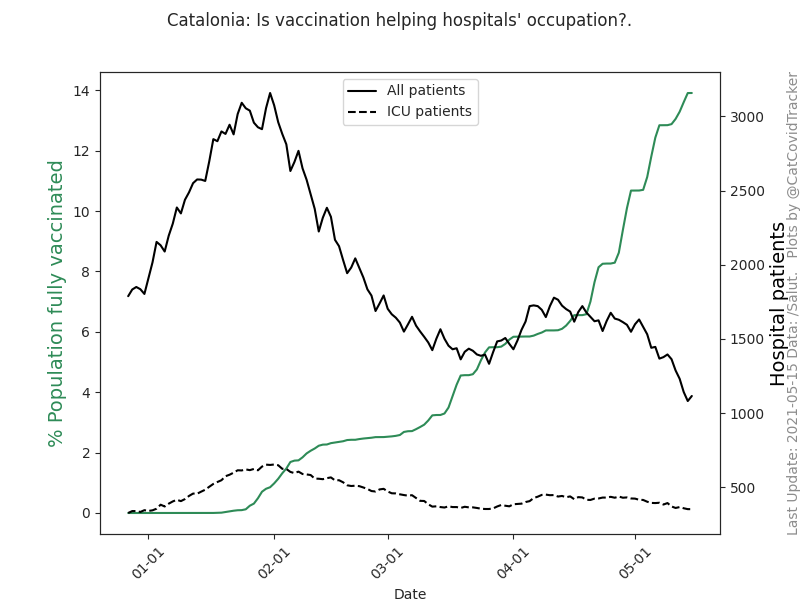 Catalonia: Is vaccination helping hospitals' occupation?.
All patients
ICU patients
% Population fully vaccinated
14
12
10
8
6
4
2
0
3000
2500
2000
1500
1000
500
Hospital patients
Last Update: 2021-05-15 Data: /Salut.   Plots by @CatCovidTracker
01-01
02-01
03-01
04-01
05-01
Date